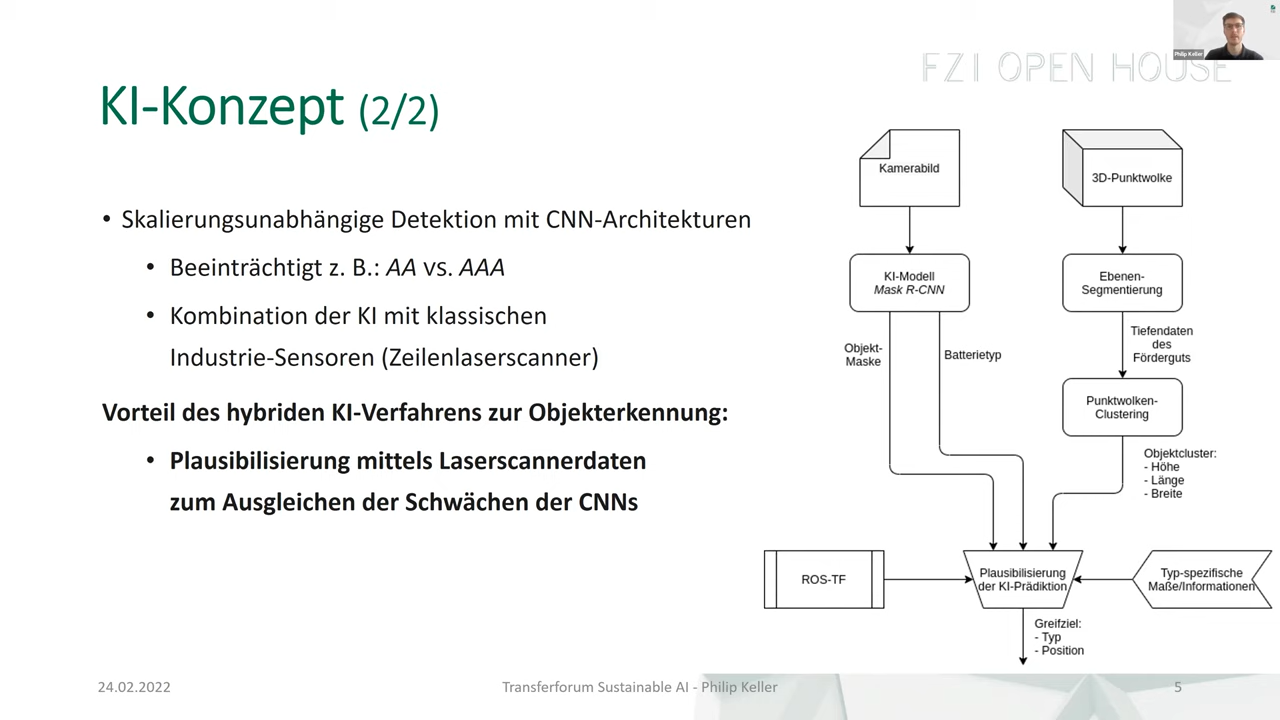 Philip Keller
FZI OPEN HOUSE
KI-Konzept (2/2)
• Skalierungsunabhängige Detektion mit CNN-Architekturen
• Beeinträchtigt z. B.: AA vs. AAA
• Kombination der KI mit klassischen
Industrie-Sensoren (Zeilenlaserscanner)
Vorteil des hybriden KI-Verfahrens zur Objekterkennung:
• Plausibilisierung mittels Laserscannerdaten
zum Ausgleichen der Schwächen der CNNs
Kamerabild
3D-Punktwolke
KI-Modell
Mask R-CNN
Ebenen-
Segmentierung
Objekt-
Maske
Batterietyp
Tiefendaten
des
Förderguts
Punktwolken-
Clustering
Objektcluster:
- Höhe
- Länge
- Breite
ROS-TF
Plausibilisierung
der KI-Prädiktion
Typ-spezifische
Maße/Informationen
Greifziel:
- Typ
- Position
24.02.2022
Transferforum Sustainable AI - Philip Keller
5